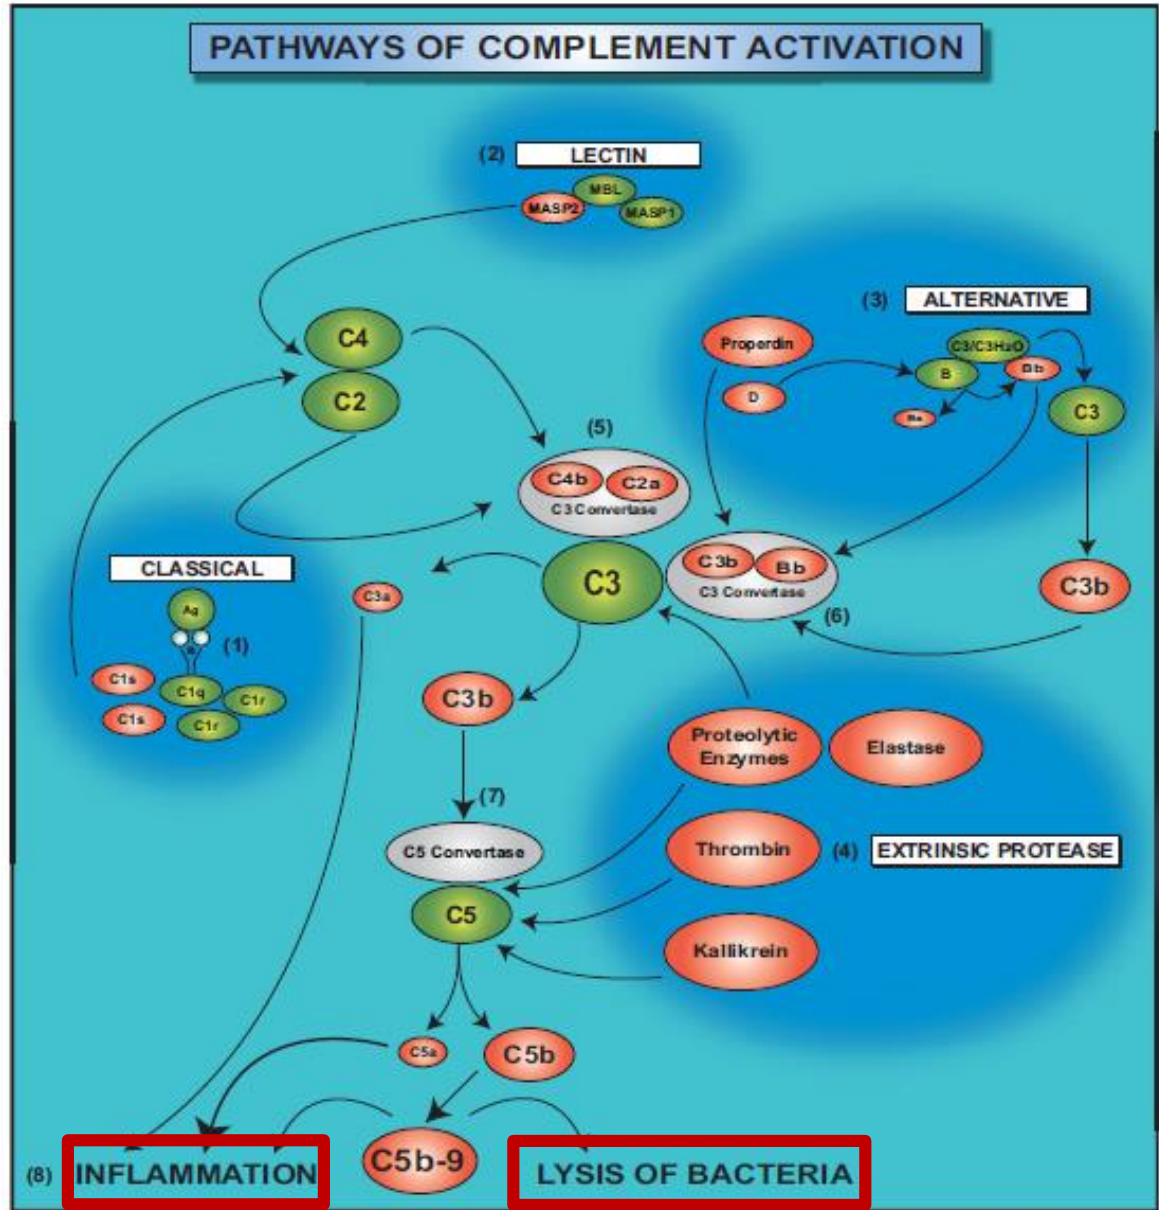 PATHWAYS OF COMPLEMENT ACTIVATION
(2) LECTIN
MBL
MASP2
MASP1
(3) ALTERNATIVE
C4
C2
Properdin
D
C3/C3H2O
B
Bb
Ba
C3
(5)
C4b
C2a
C3 Convertase
CLASSICAL
Ag
(1)
C1s
C1q
C1r
C1s
C1r
C3a
C3
C3b
Bb
C3 Convertase
(6)
C3b
C3b
Proteolytic
Enzymes
Elastase
(7)
C5 Convertase
Thrombin
(4) EXTRINSIC PROTEASE
C5
Kallikrein
C5a
C5b
C5b-9
(8) INFLAMMATION
LYSIS OF BACTERIA